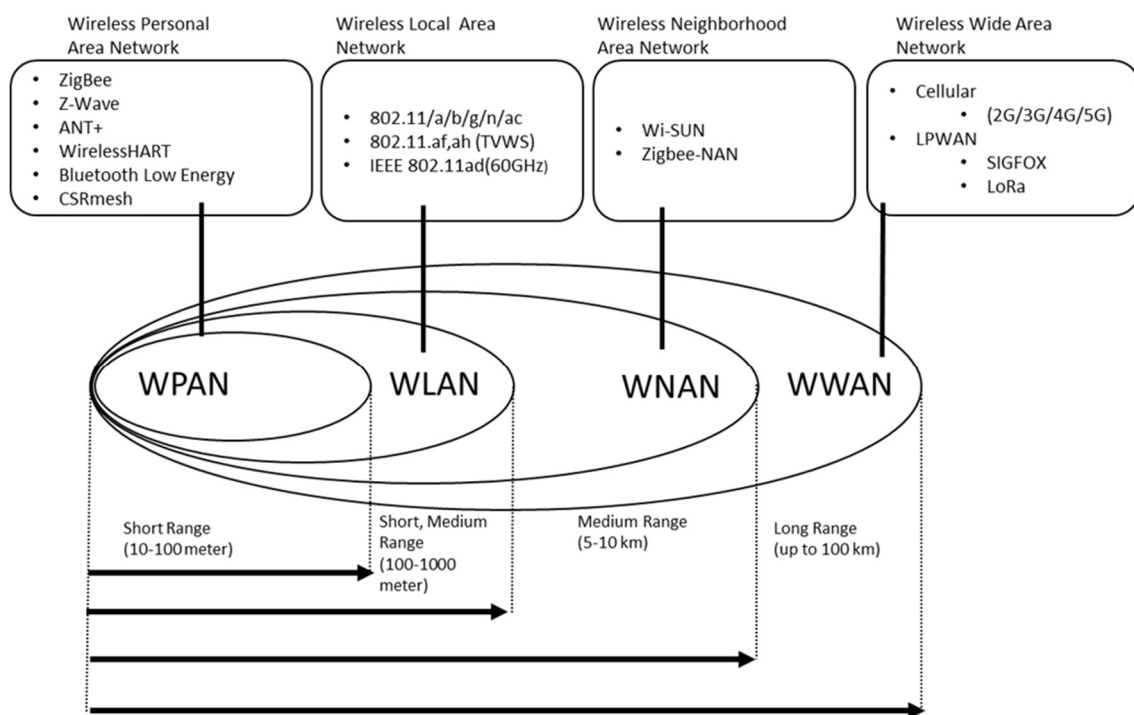 Wireless Personal
Area Network
• ZigBee
• Z-Wave
• ANT+
• WirelessHART
• Bluetooth Low Energy
• CSRmesh
Wireless Local Area
Network
• 802.11/a/b/g/n/ac
• 802.11.af,ah (TVWS)
• IEEE 802.11ad(60GHz)
Wireless Neighborhood
Area Network
• Wi-SUN
• Zigbee-NAN
Wireless Wide Area
Network
• Cellular
• (2G/3G/4G/5G)
• LPWAN
• SIGFOX
• LoRa
WPAN
WLAN
WNAN
WWAN
Short Range
(10-100 meter)
Short, Medium
Range
(100-1000
meter)
Medium Range
(5-10 km)
Long Range
(up to 100 km)